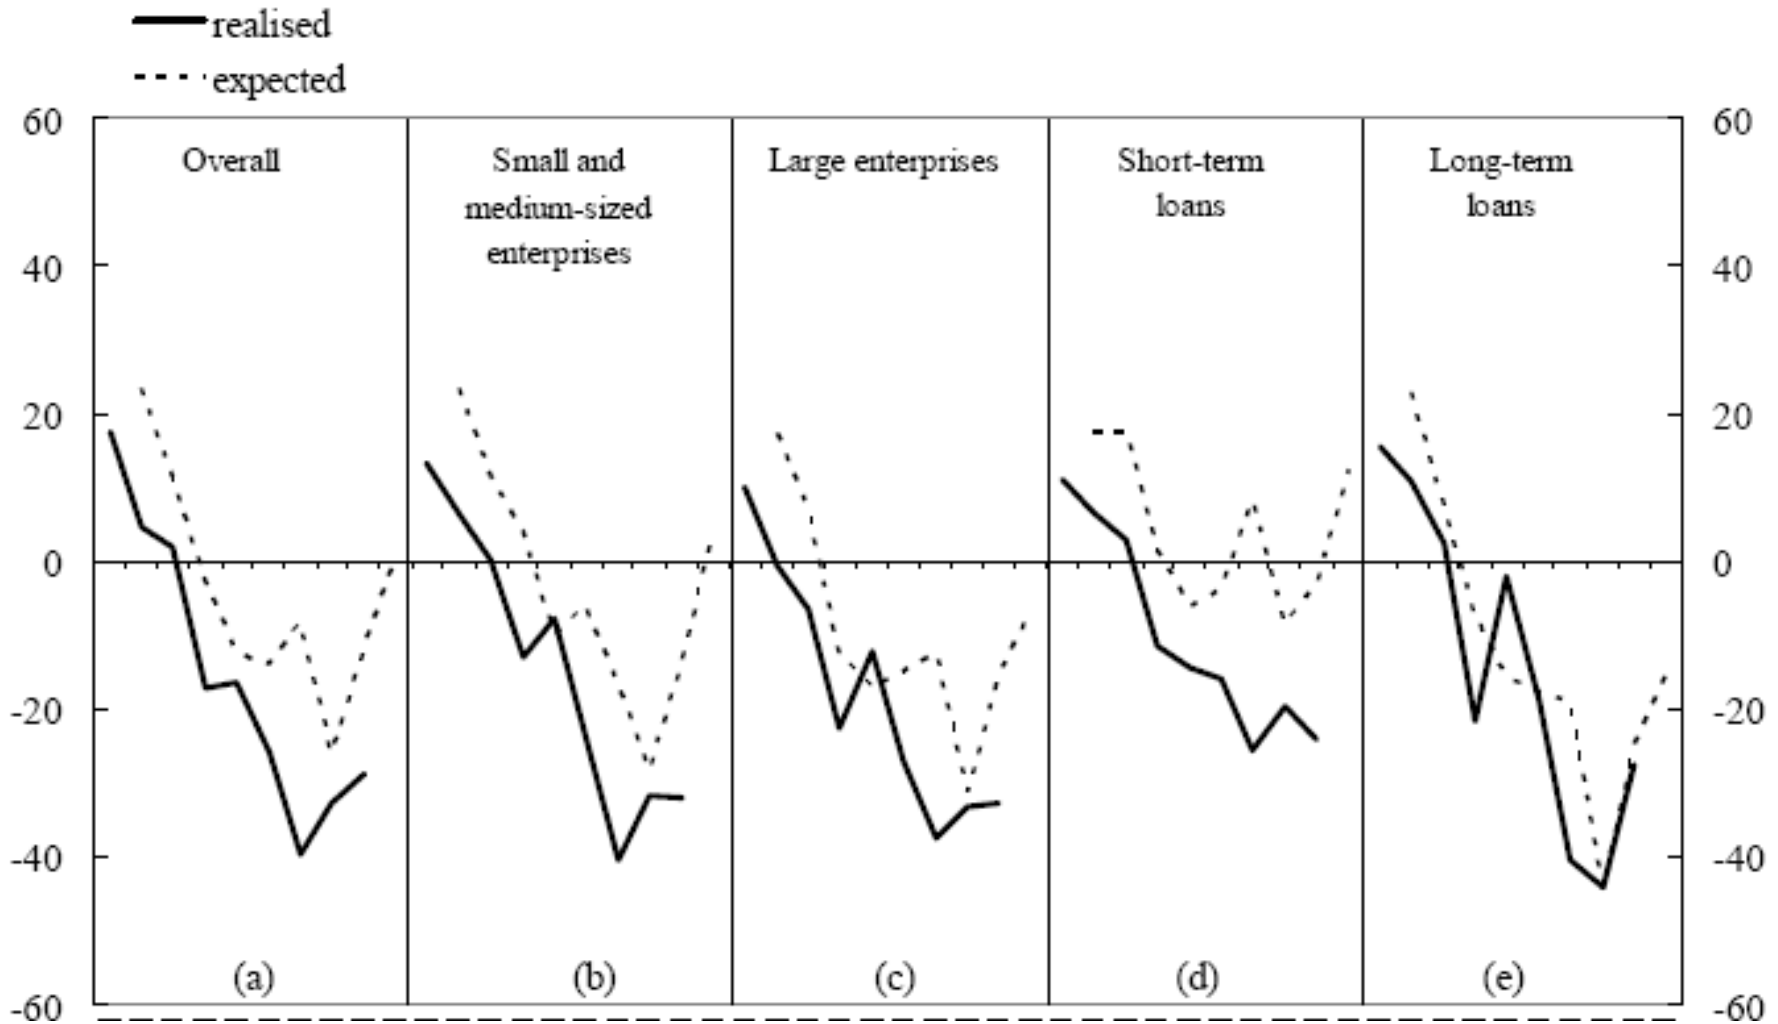 realised
expected
60
40
20
0
-20
-40
-60
Overall
(a)
Small and
medium-sized
enterprises
(b)
Large enterprises
(c)
Short-term
loans
(d)
Long-term
loans
(e)
60
40
20
0
-20
-40
-60